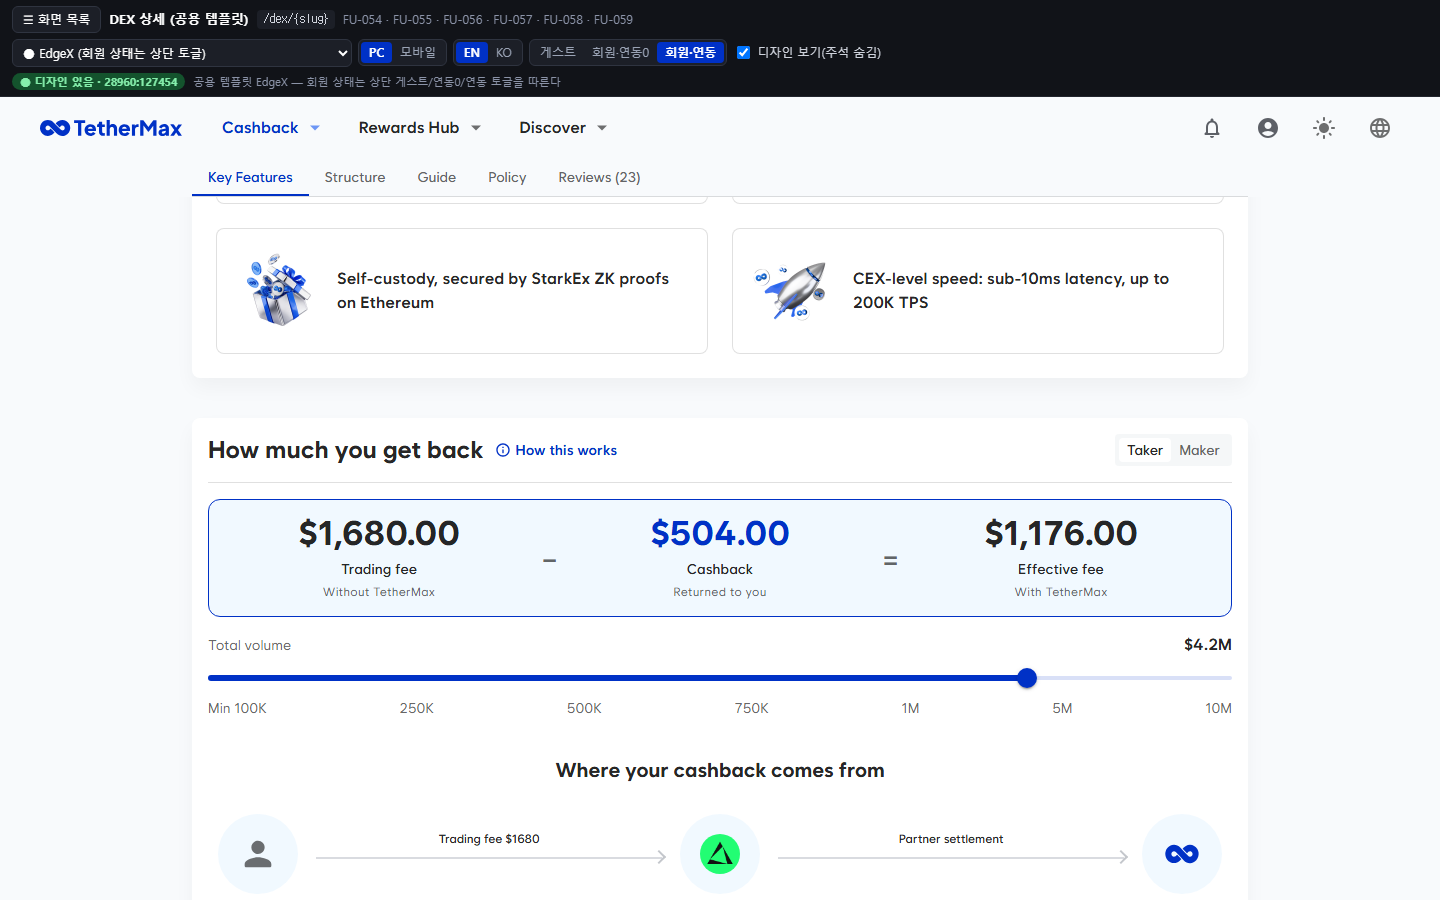 ☰ 화면 목록 DEX 상세 (공용 템플릿) /dex/{slug} FU-054 · FU-055 · FU-056 · FU-057 · FU-058 · FU-059
● EdgeX (회원 상태는 상단 토글) PC 모바일 EN KO 게스트 회원·연동0 회원·연동 디자인 보기(주석 숨김)
● 디자인 있음 · 28960:127454 공용 템플릿 EdgeX — 회원 상태는 상단 게스트/연동0/연동 토글을 따른다
TetherMax Cashback Rewards Hub Discover
Key Features Structure Guide Policy Reviews (23)
Self-custody, secured by StarkEx ZK proofs
on Ethereum
CEX-level speed: sub-10ms latency, up to
200K TPS
How much you get back How this works Taker Maker
$1,680.00 − $504.00 = $1,176.00
Trading fee Cashback Effective fee
Without TetherMax Returned to you With TetherMax
Total volume $4.2M
Min 100K 250K 500K 750K 1M 5M 10M
Where your cashback comes from
Trading fee $1680 Partner settlement